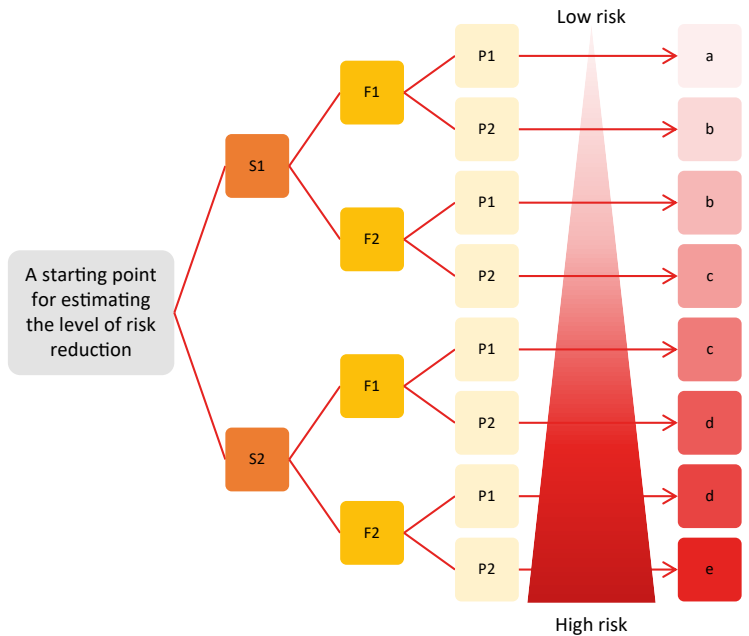 Low risk
P1
a
F1
P2
b
S1
P1
b
F2
P2
c
A starting point
for estimating
the level of risk
reduction
P1
c
F1
P2
d
S2
P1
d
F2
P2
e
High risk